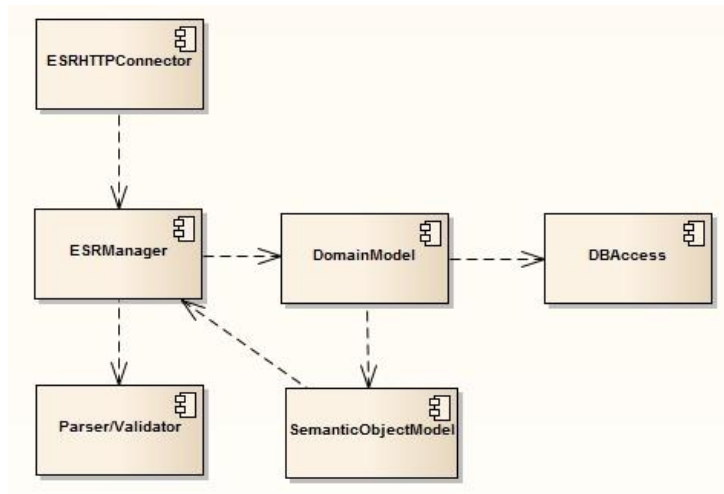 ESRHTTPConnector
ESRManager
DomainModel
DBAccess
Parser/Validator
SemanticObjectModel